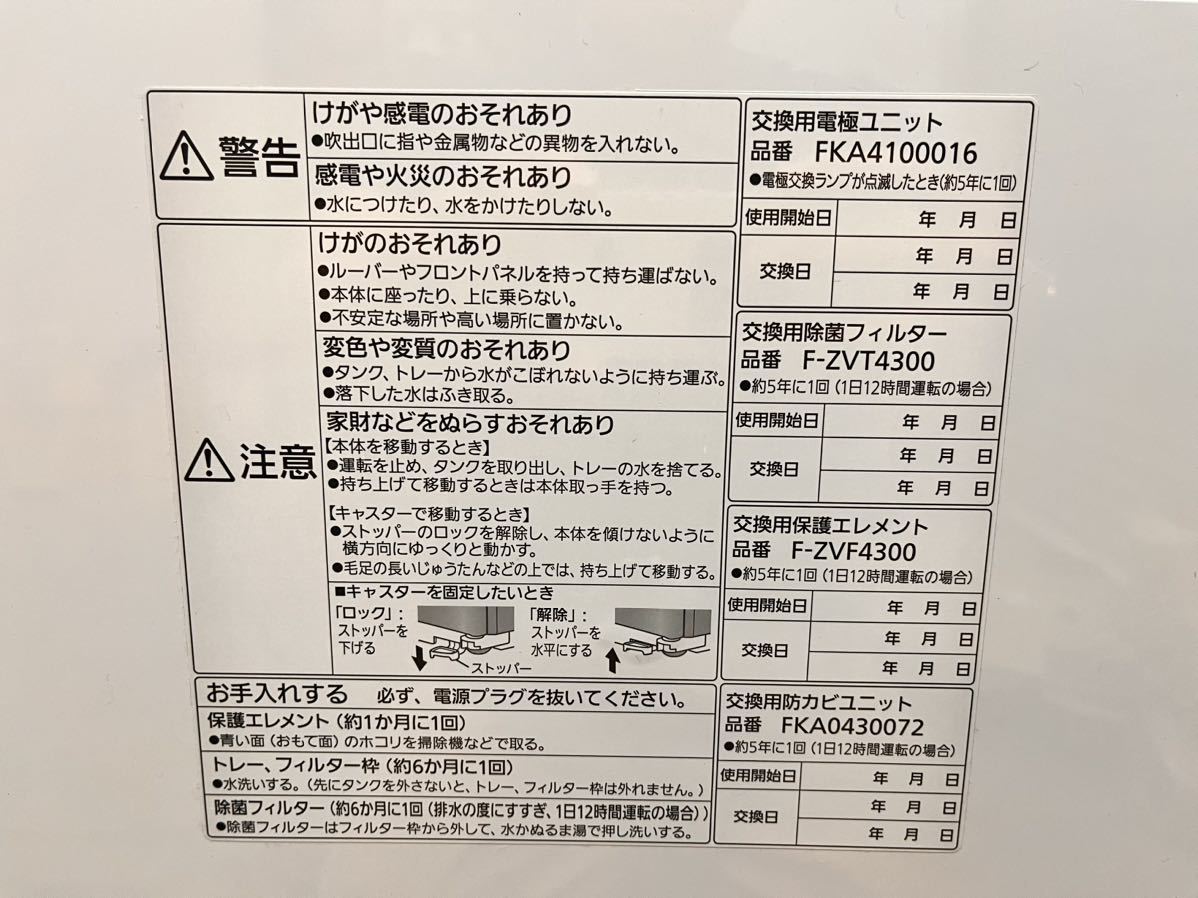 警告
けがや感電のおそれあり
●吹出口に指や金属物などの異物を入れない。
感電や火災のおそれあり
●水につけたり、水をかけたりしない。
注意
けがのおそれあり
●ルーバーやフロントパネルを持って持ち運ばない。
●本体に座ったり、上に乗らない。
●不安定な場所や高い場所に置かない。
変色や変質のおそれあり
●タンク、トレーから水がこぼれないように持ち運ぶ。
●落下した水はふき取る。
家財などをぬらすおそれあり
【本体を移動するとき】
●運転を止め、タンクを取り出し、トレーの水を捨てる。
●持ち上げて移動するときは本体取っ手を持つ。
【キャスターで移動するとき】
●ストッパーのロックを解除し、本体を傾けないように
横方向にゆっくりと動かす。
●毛足の長いじゅうたんなどの上では、持ち上げて移動する。
■キャスターを固定したいとき
「ロック」:
ストッパーを
下げる
ストッパー
「解除」:
ストッパーを
水平にする
お手入れする 必ず、電源プラグを抜いてください。
保護エレメント(約1か月に1回)
●青い面(おもて面)のホコリを掃除機などで取る。
トレー、フィルター枠(約6か月に1回)
●水洗いする。(先にタンクを外さないと、トレー、フィルター枠は外れません。)
除菌フィルター(約6か月に1回(排水の度にすすぎ、1日12時間運転の場合))
●除菌フィルターはフィルター枠から外して、水かぬるま湯で押し洗いする。
交換用電極ユニット
品番 FKA4100016
●電極交換ランプが点滅したとき(約5年に1回)
使用開始日 年 月 日
交換日 年 月 日
年 月 日
交換用除菌フィルター
品番 F-ZVT4300
●約5年に1回(1日12時間運転の場合)
使用開始日 年 月 日
交換日 年 月 日
年 月 日
交換用保護エレメント
品番 F-ZVF4300
●約5年に1回(1日12時間運転の場合)
使用開始日 年 月 日
交換日 年 月 日
年 月 日
交換用防カビユニット
品番 FKA0430072
●約5年に1回(1日12時間運転の場合)
使用開始日 年 月 日
交換日 年 月 日
年 月 日